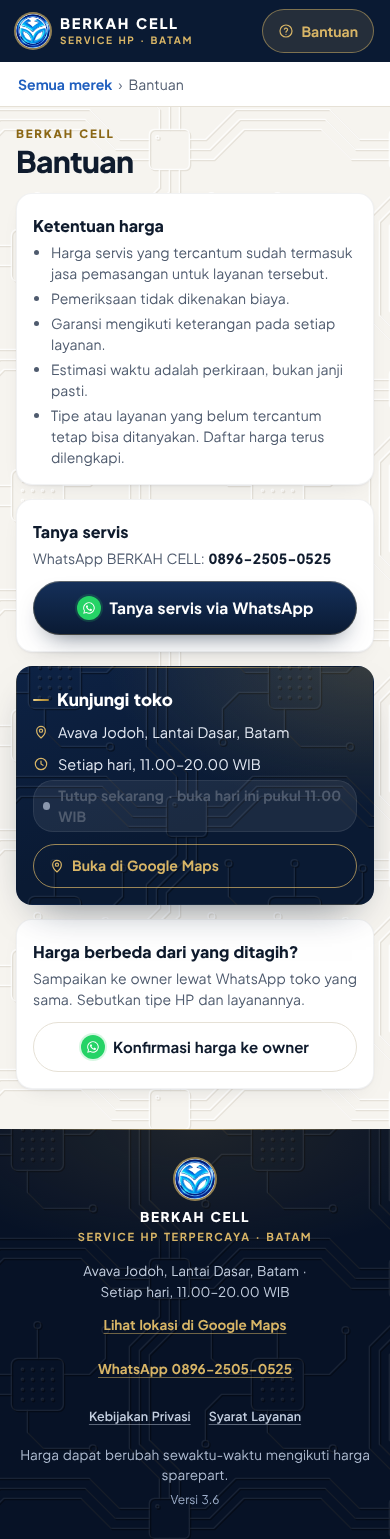 BERKAH CELL
SERVICE HP · BATAM
Bantuan
Semua merek › Bantuan
BERKAH CELL
Bantuan
Ketentuan harga
• Harga servis yang tercantum sudah termasuk
jasa pemasangan untuk layanan tersebut.
• Pemeriksaan tidak dikenakan biaya.
• Garansi mengikuti keterangan pada setiap
layanan.
• Estimasi waktu adalah perkiraan, bukan janji
pasti.
• Tipe atau layanan yang belum tercantum
tetap bisa ditanyakan. Daftar harga terus
dilengkapi.
Tanya servis
WhatsApp BERKAH CELL: 0896-2505-0525
Tanya servis via WhatsApp
Kunjungi toko
Avava Jodoh, Lantai Dasar, Batam
Setiap hari, 11.00–20.00 WIB
Tutup sekarang · buka hari ini pukul 11.00
WIB
Buka di Google Maps
Harga berbeda dari yang ditagih?
Sampaikan ke owner lewat WhatsApp toko yang
sama. Sebutkan tipe HP dan layanannya.
Konfirmasi harga ke owner
BERKAH CELL
SERVICE HP TERPERCAYA · BATAM
Avava Jodoh, Lantai Dasar, Batam ·
Setiap hari, 11.00–20.00 WIB
Lihat lokasi di Google Maps
WhatsApp 0896-2505-0525
Kebijakan Privasi Syarat Layanan
Harga dapat berubah sewaktu-waktu mengikuti harga
sparepart.
Versi 3.6